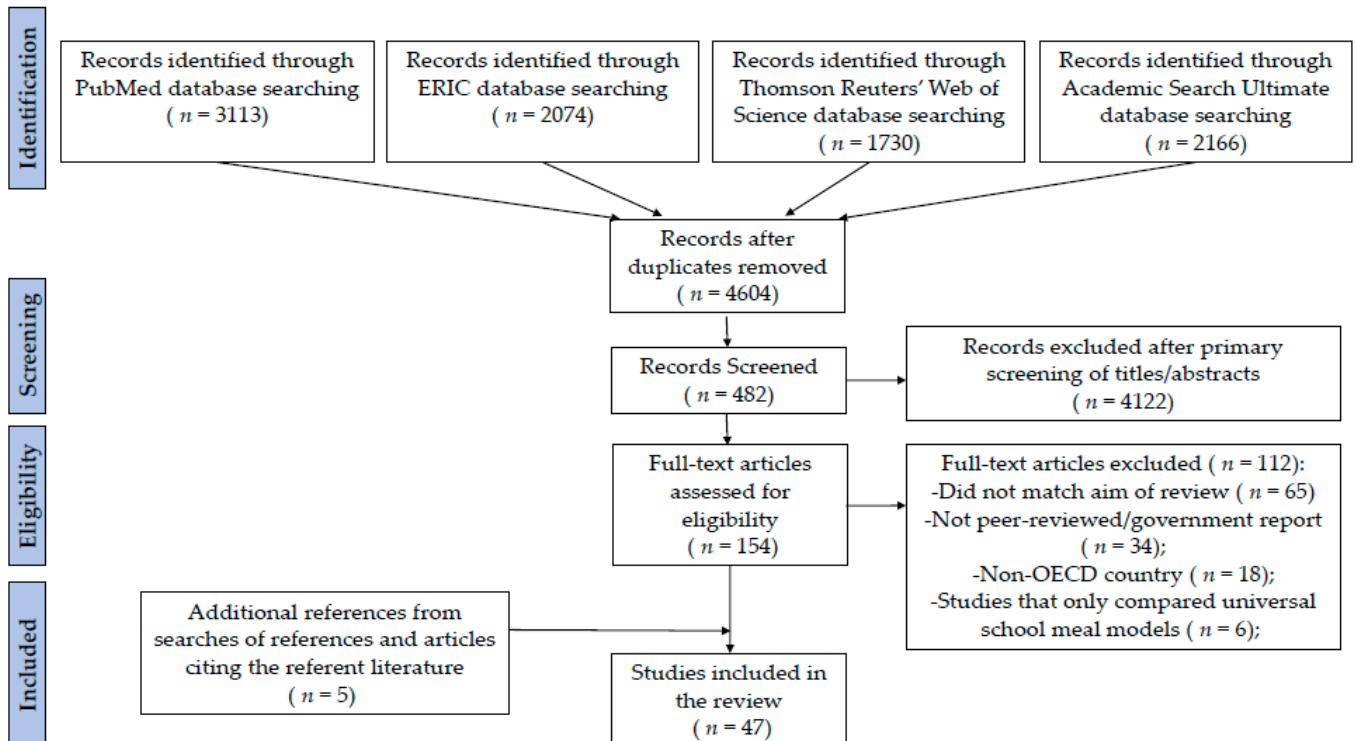 Identification
Records identified through
PubMed database searching
( n = 3113)
Records identified through
ERIC database searching
( n = 2074)
Records identified through
Thomson Reuters’ Web of
Science database searching
( n = 1730)
Records identified through
Academic Search Ultimate
database searching
( n = 2166)
Records after
duplicates removed
( n = 4604)
Screening
Records Screened
( n = 482)
Records excluded after primary
screening of titles/abstracts
( n = 4122)
Eligibility
Full-text articles
assessed for
eligibility
( n = 154)
Full-text articles excluded ( n = 112):
-Did not match aim of review ( n = 65)
-Not peer-reviewed/government report
( n = 34);
-Non-OECD country ( n = 18);
-Studies that only compared universal
school meal models ( n = 6);
Included
Additional references from
searches of references and articles
citing the referent literature
( n = 5)
Studies included in
the review
( n = 47)